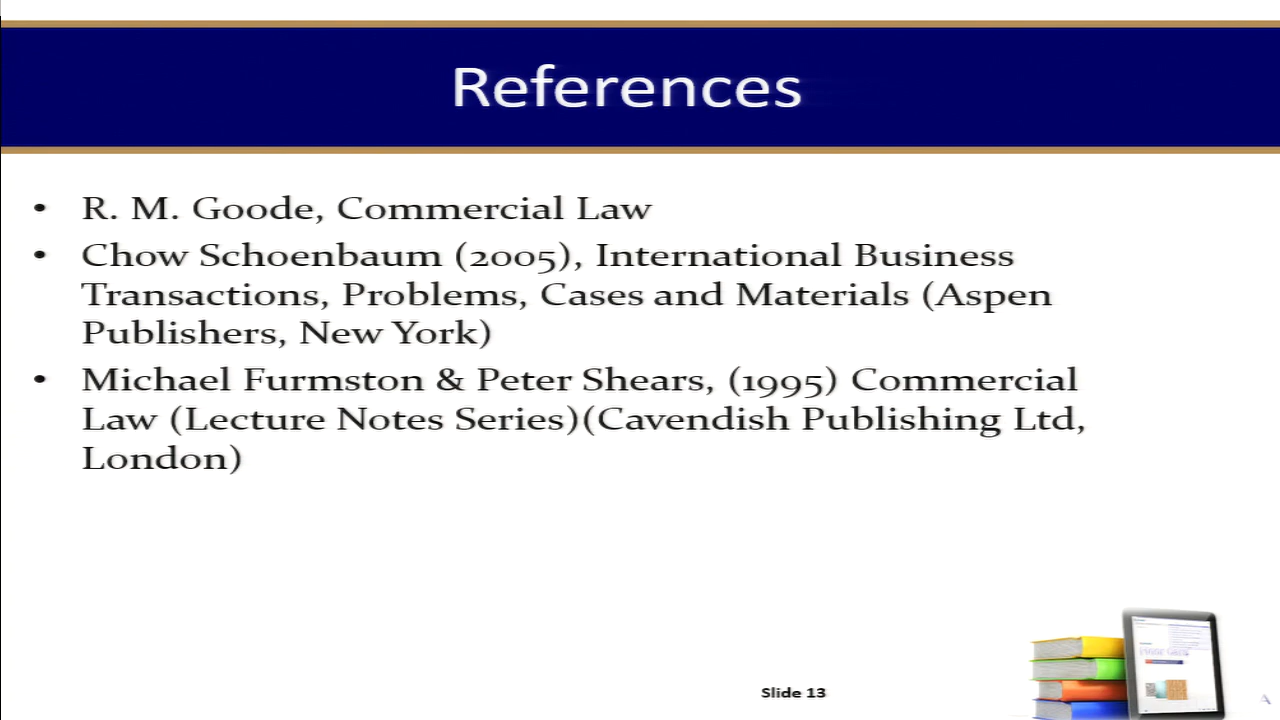 References
• R. M. Goode, Commercial Law
• Chow Schoenbaum (2005), International Business
Transactions, Problems, Cases and Materials (Aspen
Publishers, New York)
• Michael Furmston & Peter Shears, (1995) Commercial
Law (Lecture Notes Series)(Cavendish Publishing Ltd,
London)
Slide 13
A